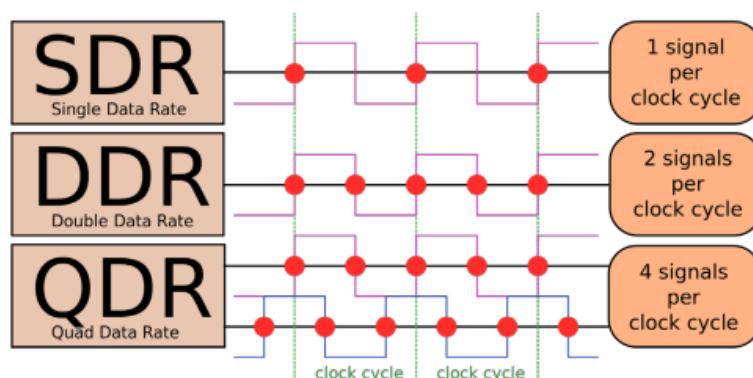 SDR
Single Data Rate
1 signal
per
clock cycle
DDR
Double Data Rate
2 signals
per
clock cycle
QDR
Quad Data Rate
4 signals
per
clock cycle
clock cycle
clock cycle